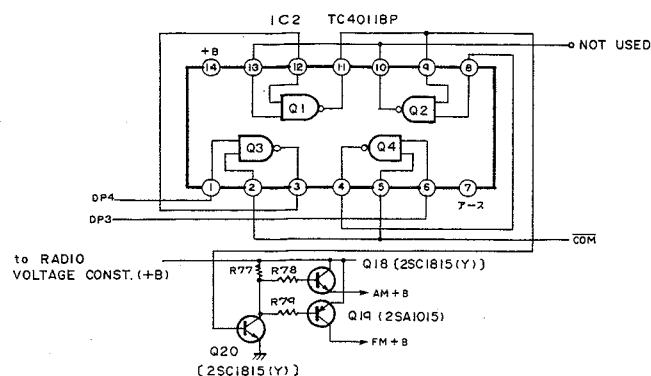 IC2 TC4011BP
+B
NOT USED
14 13 12 11 10 9 8
Q1 Q2
Q3 Q4
1 2 3 4 5 6 7
アース
DP4
DP3
COM
to RADIO
VOLTAGE CONST.(+B)
R77 R78
Q18 [2SC1815(Y)]
AM+B
R79
Q19 (2SA1015)
Q20
FM+B
[2SC1815(Y)]